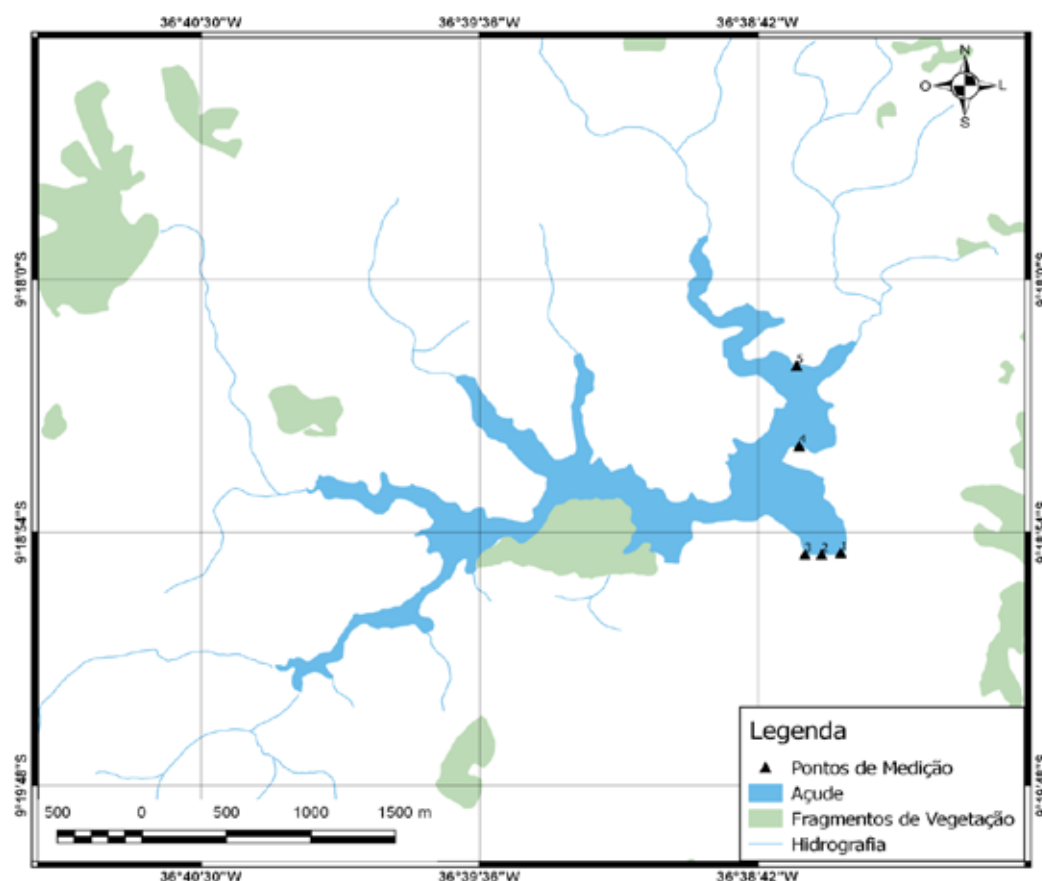 36°40'30"W 36°39'36"W 36°38'42"W
N
O L
S
9°18'0"S 9°18'0"S
5
4
9°18'54"S 9°18'54"S
3 2 1
Legenda
Pontos de Medição
Açude
Fragmentos de Vegetação
Hidrografia
9°19'48"S 9°19'48"S
500 0 500 1000 1500 m
36°40'30"W 36°39'36"W 36°38'42"W